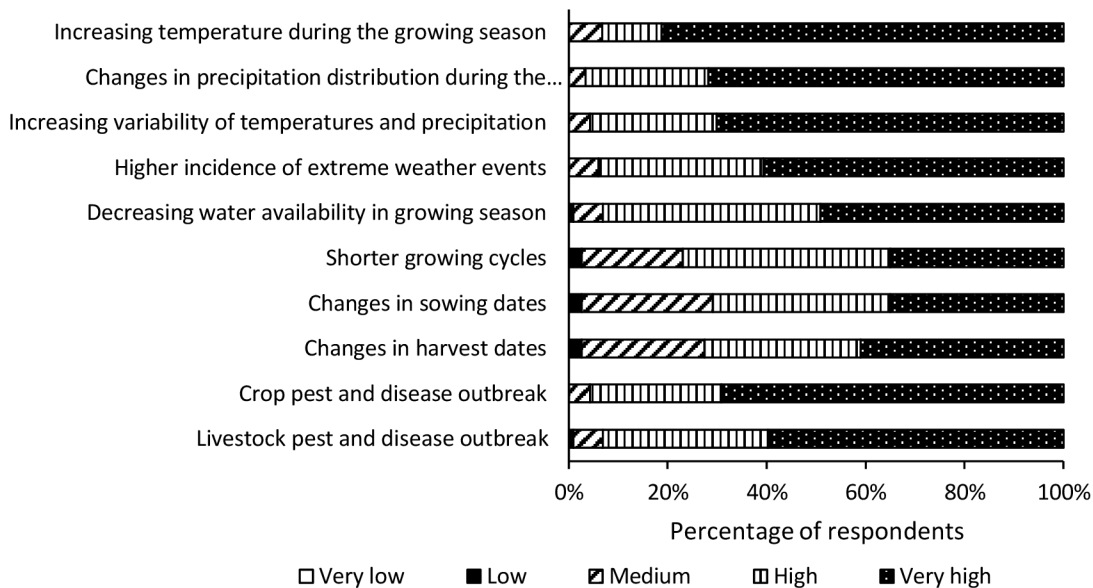 Increasing temperature during the growing season
Changes in precipitation distribution during the...
Increasing variability of temperatures and precipitation
Higher incidence of extreme weather events
Decreasing water availability in growing season
Shorter growing cycles
Changes in sowing dates
Changes in harvest dates
Crop pest and disease outbreak
Livestock pest and disease outbreak
0% 20% 40% 60% 80% 100%
Percentage of respondents
Very low Low Medium High Very high